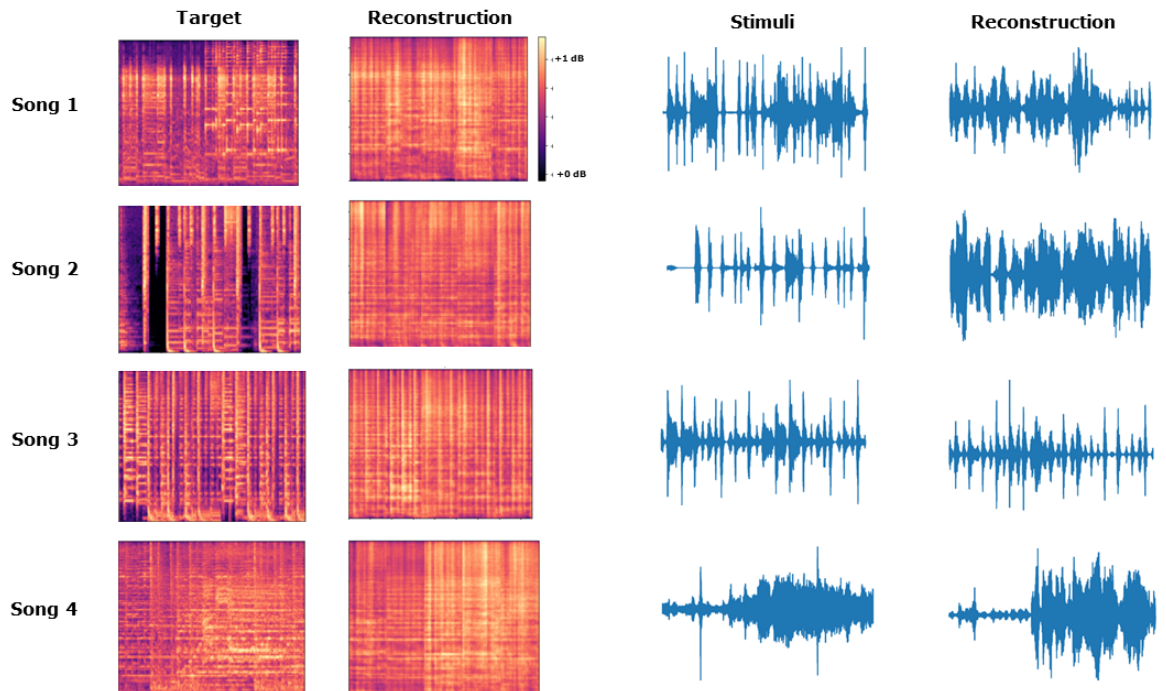 Target
Reconstruction
Stimuli
Reconstruction
Song 1
+1 dB
+0 dB
Song 2
Song 3
Song 4